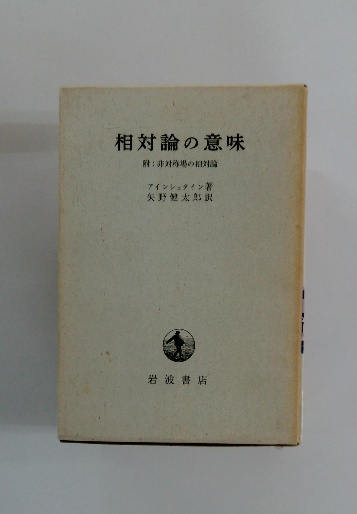 相対論の意味
附:非対称場の相対論
アインシュタイン著
矢野健太郎訳
岩波書店